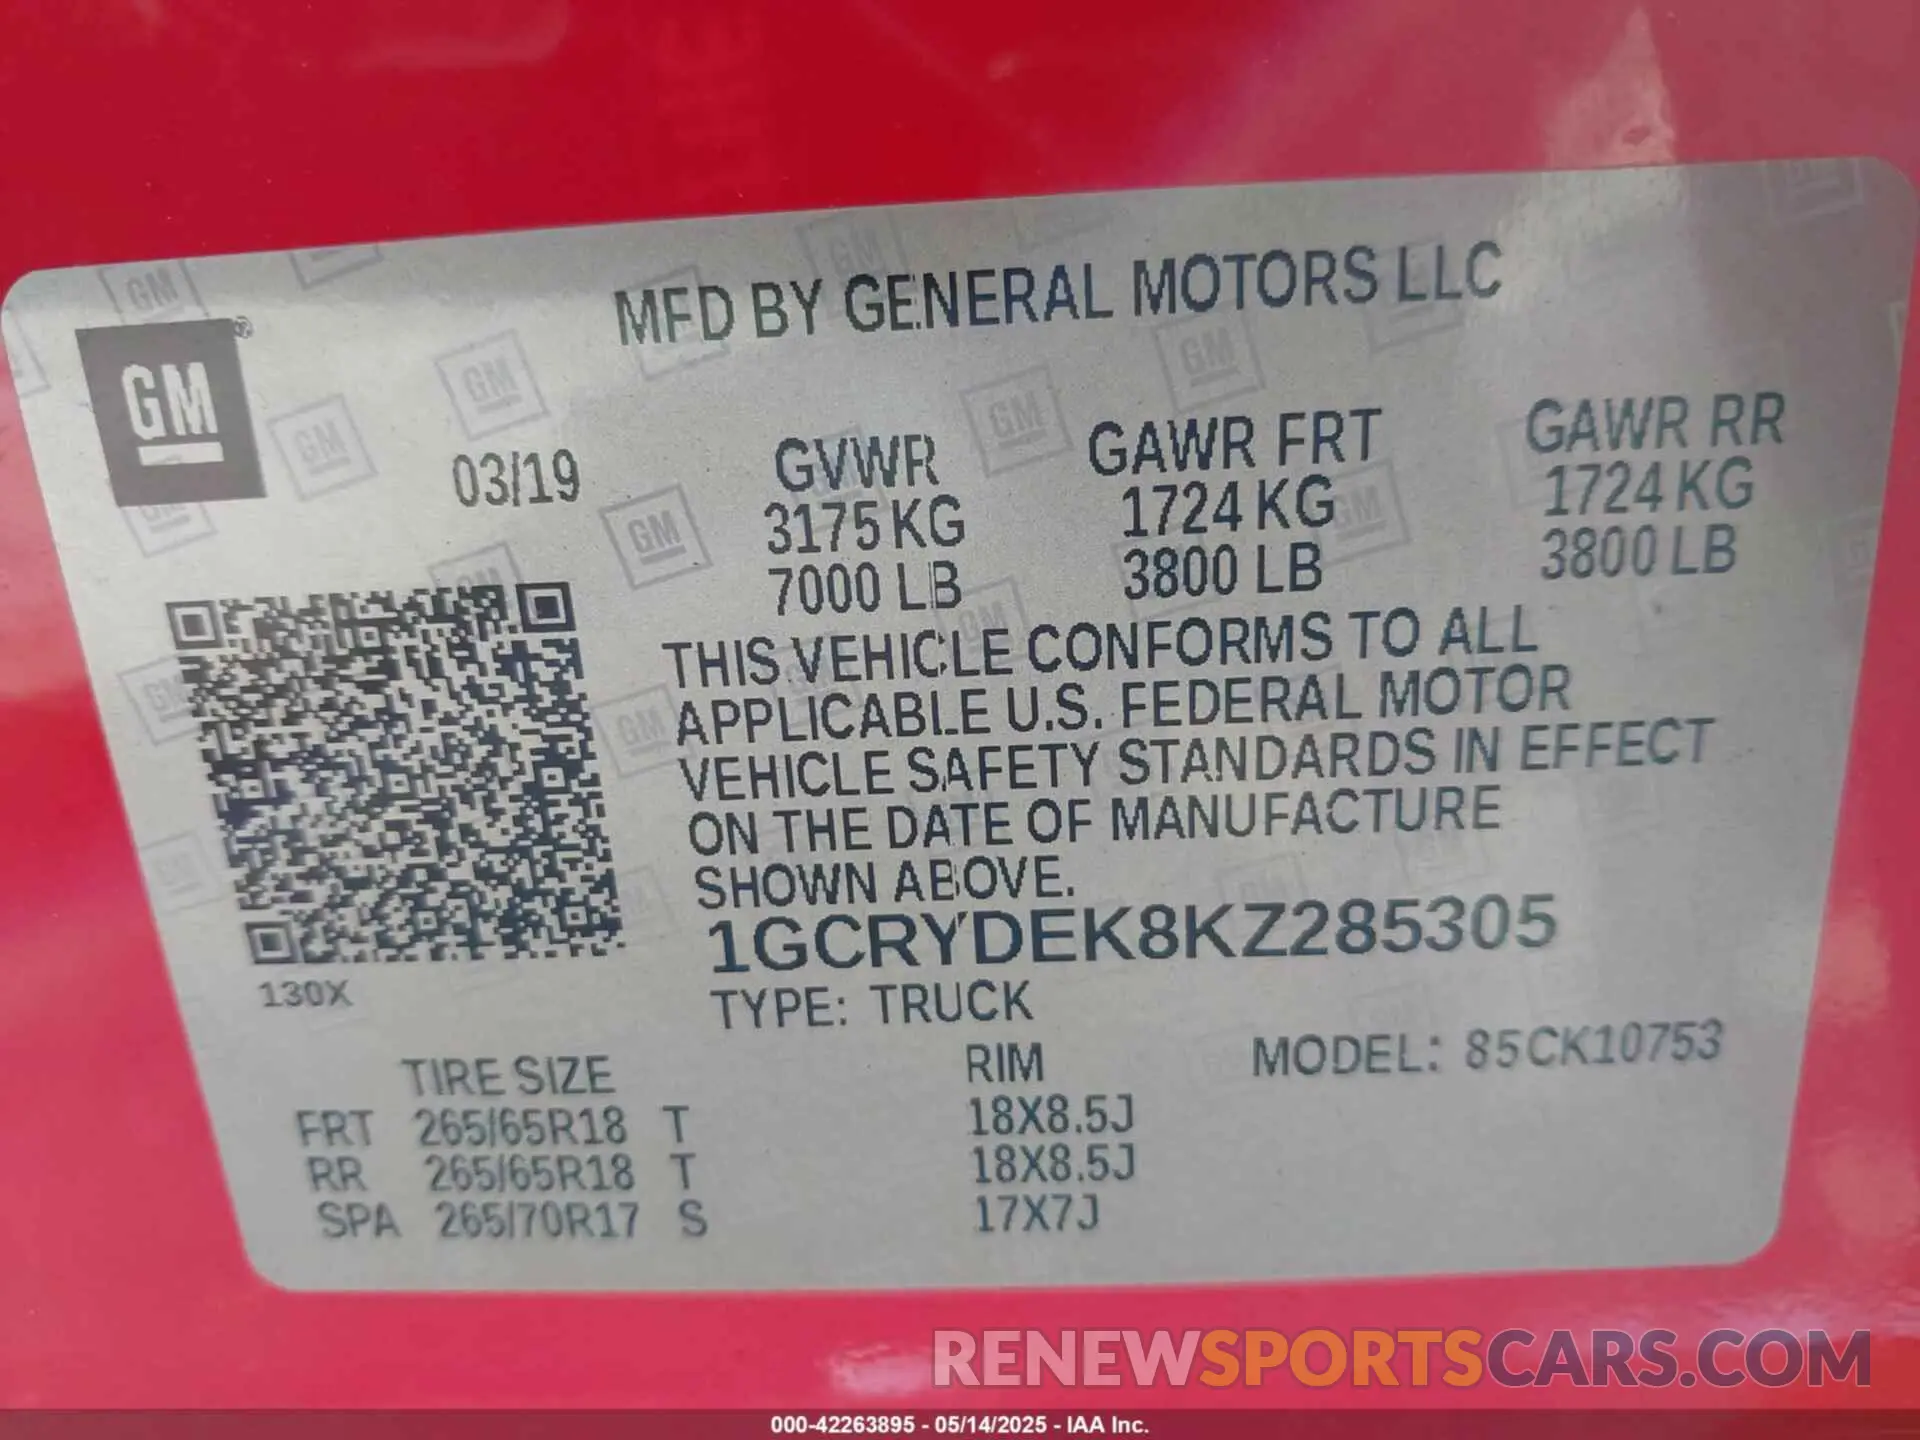 MFD BY GENERAL MOTORS LLC
GM
03/19
GVWR GAWR FRT GAWR RR
3175 KG 1724 KG 1724 KG
7000 LB 3800 LB 3800 LB
THIS VEHICLE CONFORMS TO ALL
APPLICABLE U.S. FEDERAL MOTOR
VEHICLE SAFETY STANDARDS IN EFFECT
ON THE DATE OF MANUFACTURE
SHOWN ABOVE.
1GCRYDEK8KZ285305
130X
TYPE: TRUCK
TIRE SIZE RIM MODEL: 85CK10753
FRT 265/65R18 T 18X8.5J
RR 265/65R18 T 18X8.5J
SPA 265/70R17 S 17X7J
RENEWSPORTSCARS.COM
000-42263895 - 05/14/2025 - IAA Inc.